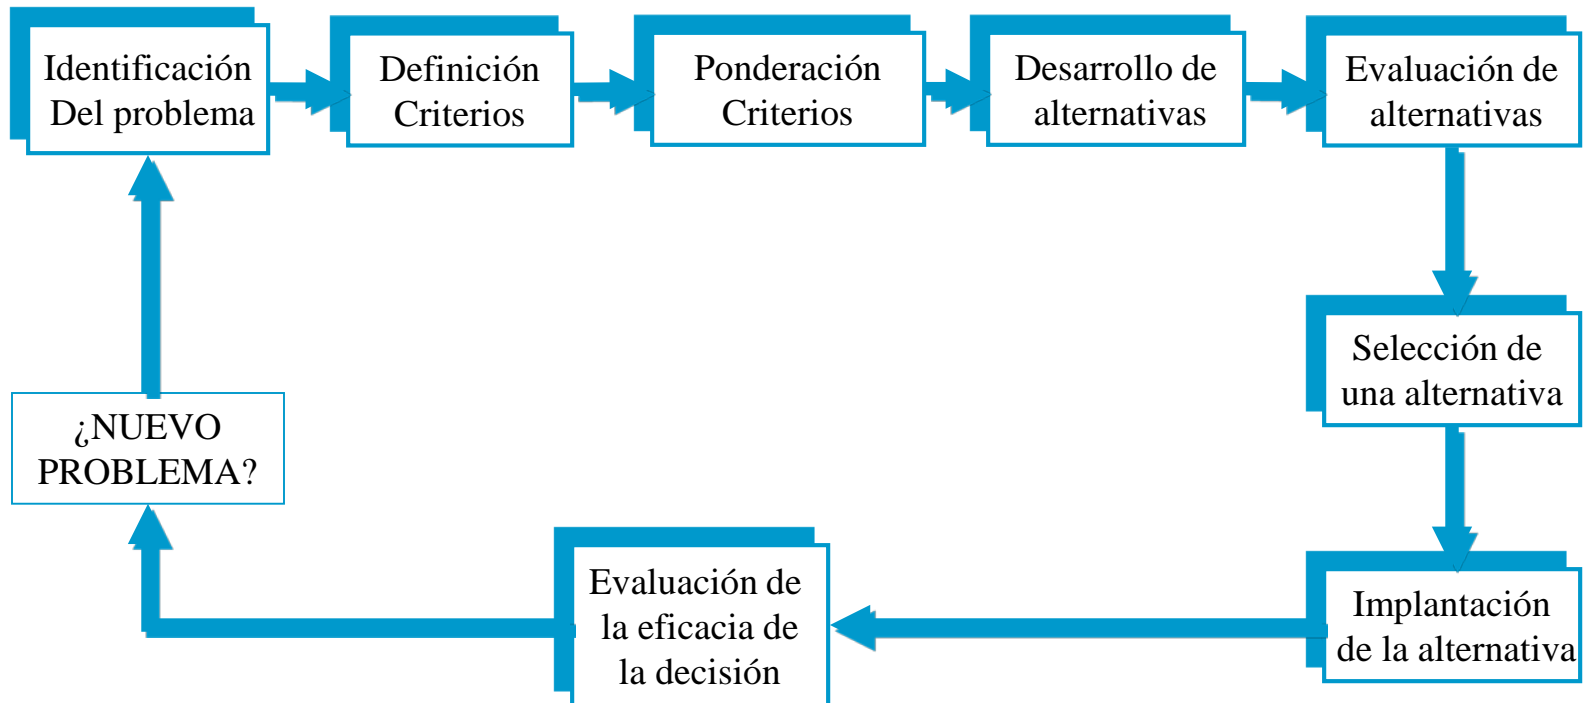 Identificación
Del problema
Definición
Criterios
Ponderación
Criterios
Desarrollo de
alternativas
Evaluación de
alternativas
Selección de
una alternativa
Implantación
de la alternativa
Evaluación de
la eficacia de
la decisión
¿NUEVO
PROBLEMA?